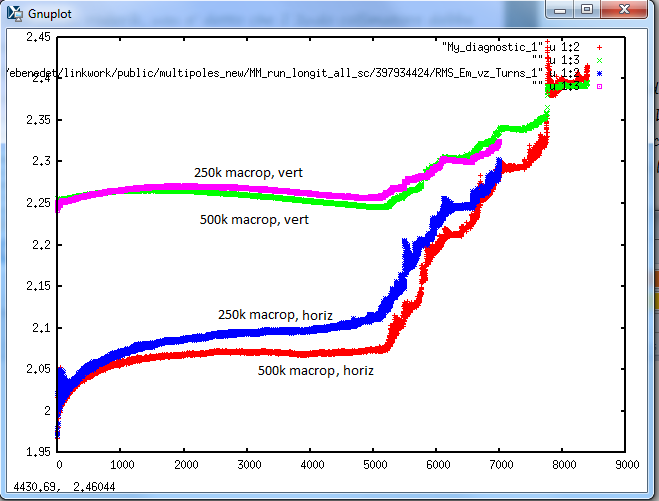 Gnuplot
2.45
2.4
2.35
2.3
2.25
2.2
2.15
2.1
2.05
2
1.95
"My_diagnostic_1" u 1:2
"" u 1:3
/ebenedet/linkwork/public/multipoles_new/MM_run_longit_all_sc/397934424/RMS_Em_vz_Turns_1" u 1:2
"" u 1:3
250k macrop, vert
500k macrop, vert
250k macrop, horiz
500k macrop, horiz
0 1000 2000 3000 4000 5000 6000 7000 8000 9000
4430.69, 2.46044